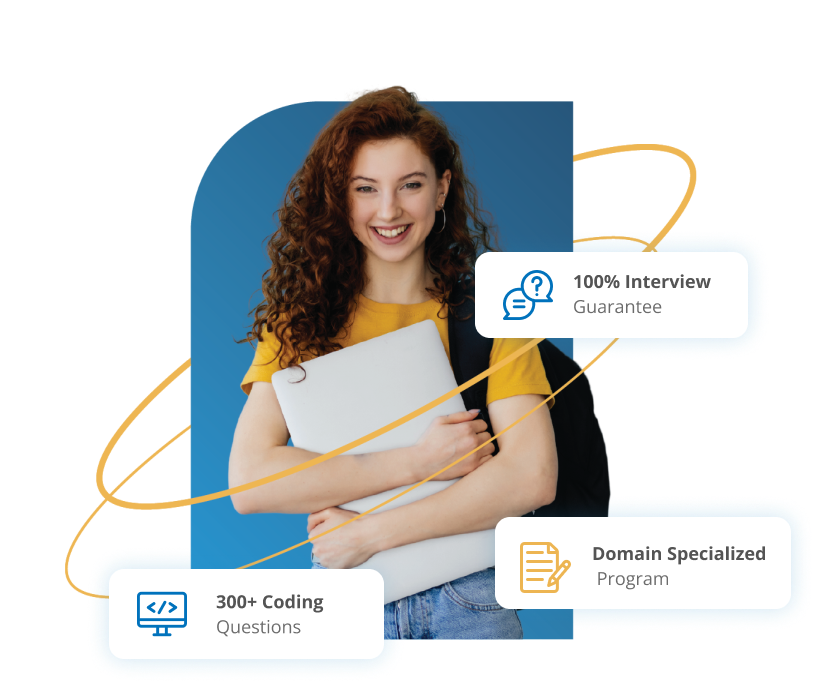 100% Interview
Guarantee
Domain Specialized
Program
300+ Coding
Questions